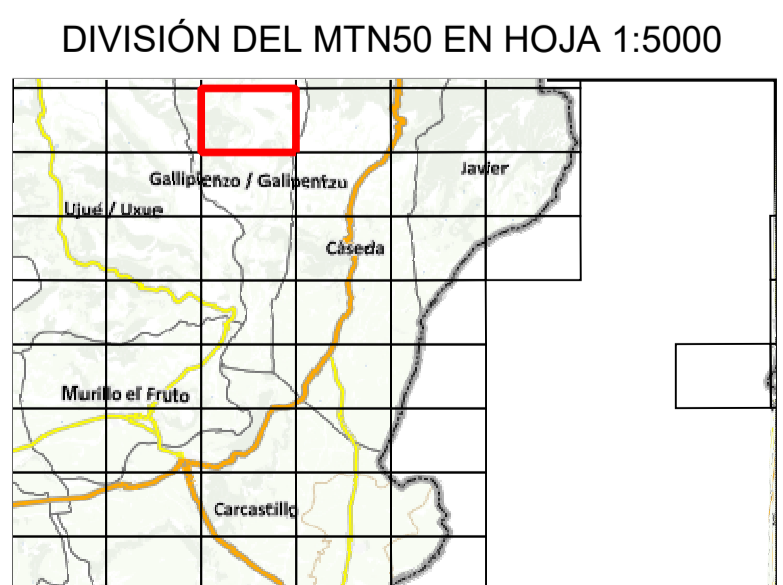 DIVISIÓN DEL MTN50 EN HOJA 1:5000
Javier
Gallipienzo / Galipentzu
Ujué / Uxue
Cáseda
Murillo el Fruto
Carcastillo